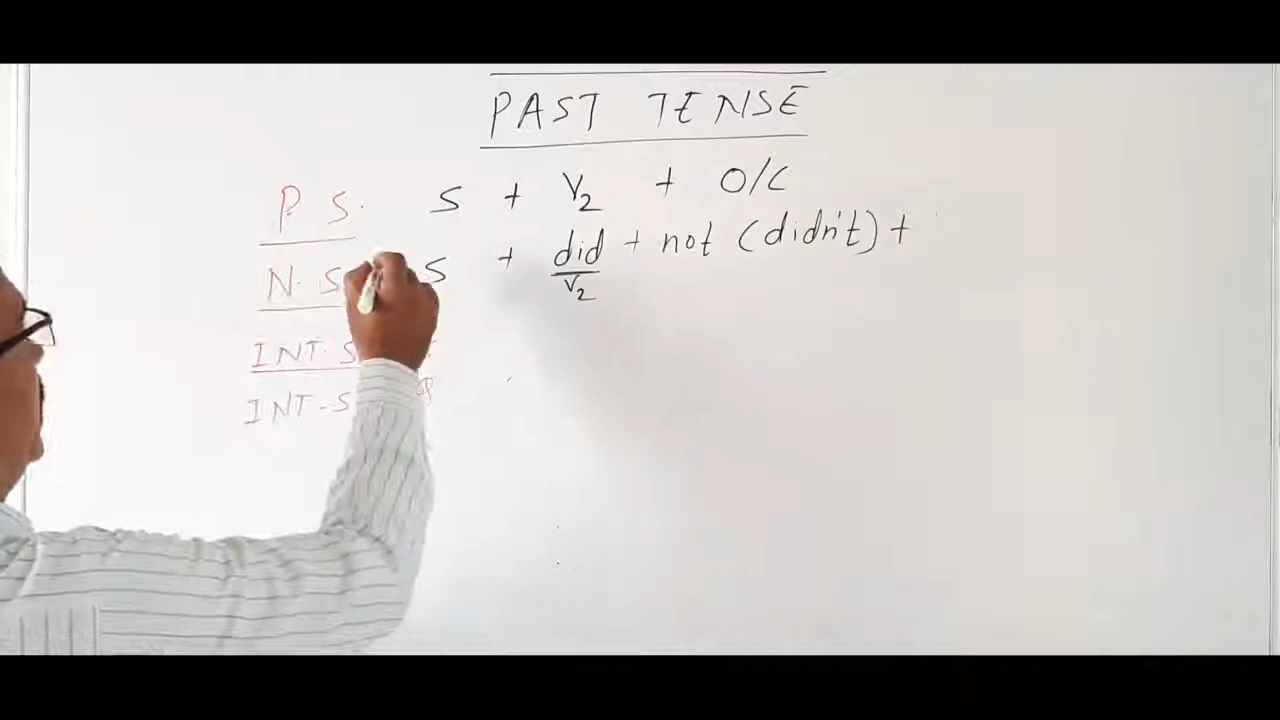 PAST TENSE
P. S. S + V2 + O/C
N. S S + did + not (didn't) +
V2
INT. S
INT-S